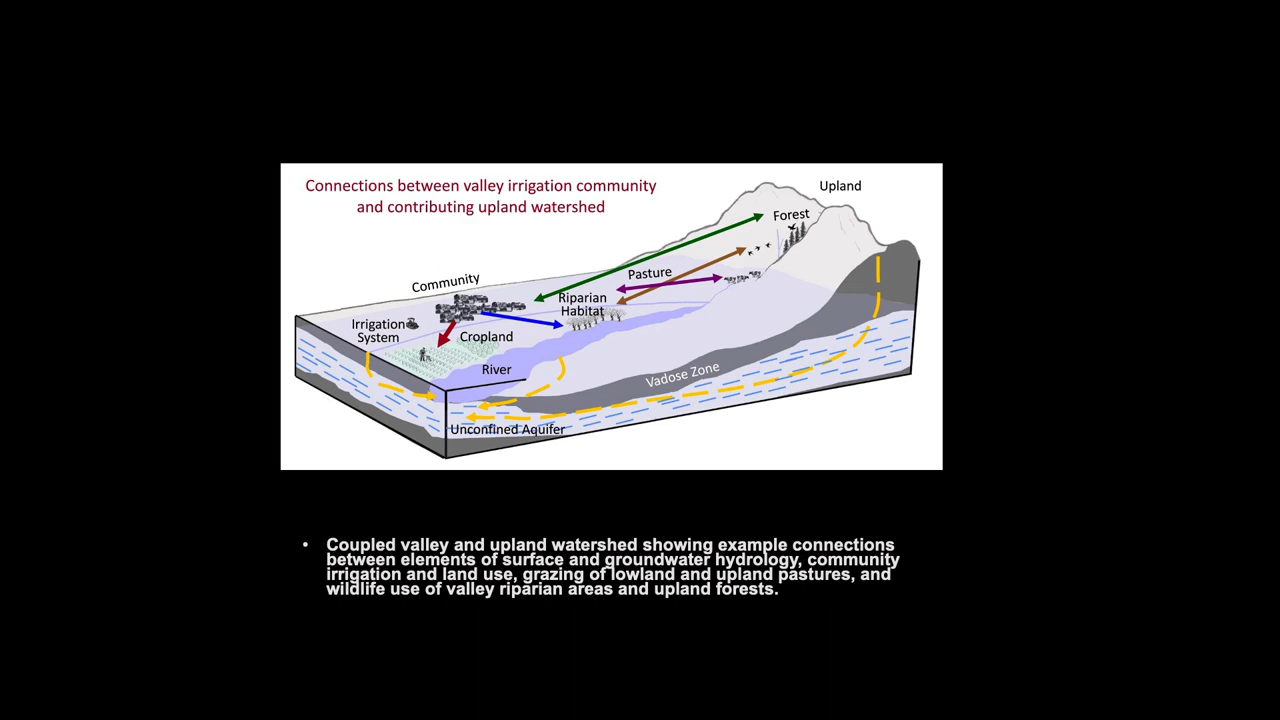 Connections between valley irrigation community
and contributing upland watershed
Upland
Forest
Pasture
Community
Riparian
Habitat
Irrigation
System
Cropland
River
Vadose Zone
Unconfined Aquifer
• Coupled valley and upland watershed showing example connections
between elements of surface and groundwater hydrology, community
irrigation and land use, grazing of lowland and upland pastures, and
wildlife use of valley riparian areas and upland forests.